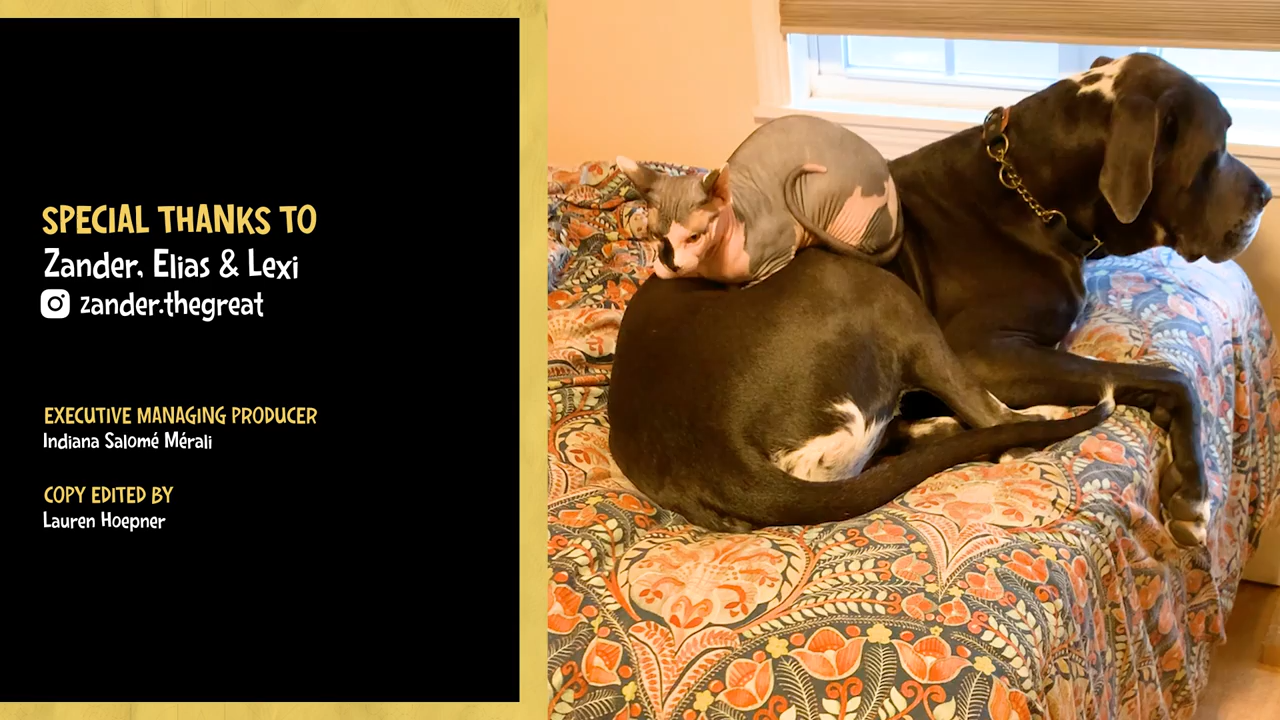 SPECIAL THANKS TO
Zander, Elias & Lexi
zander.thegreat
EXECUTIVE MANAGING PRODUCER
Indiana Salomé Mérali
COPY EDITED BY
Lauren Hoepner